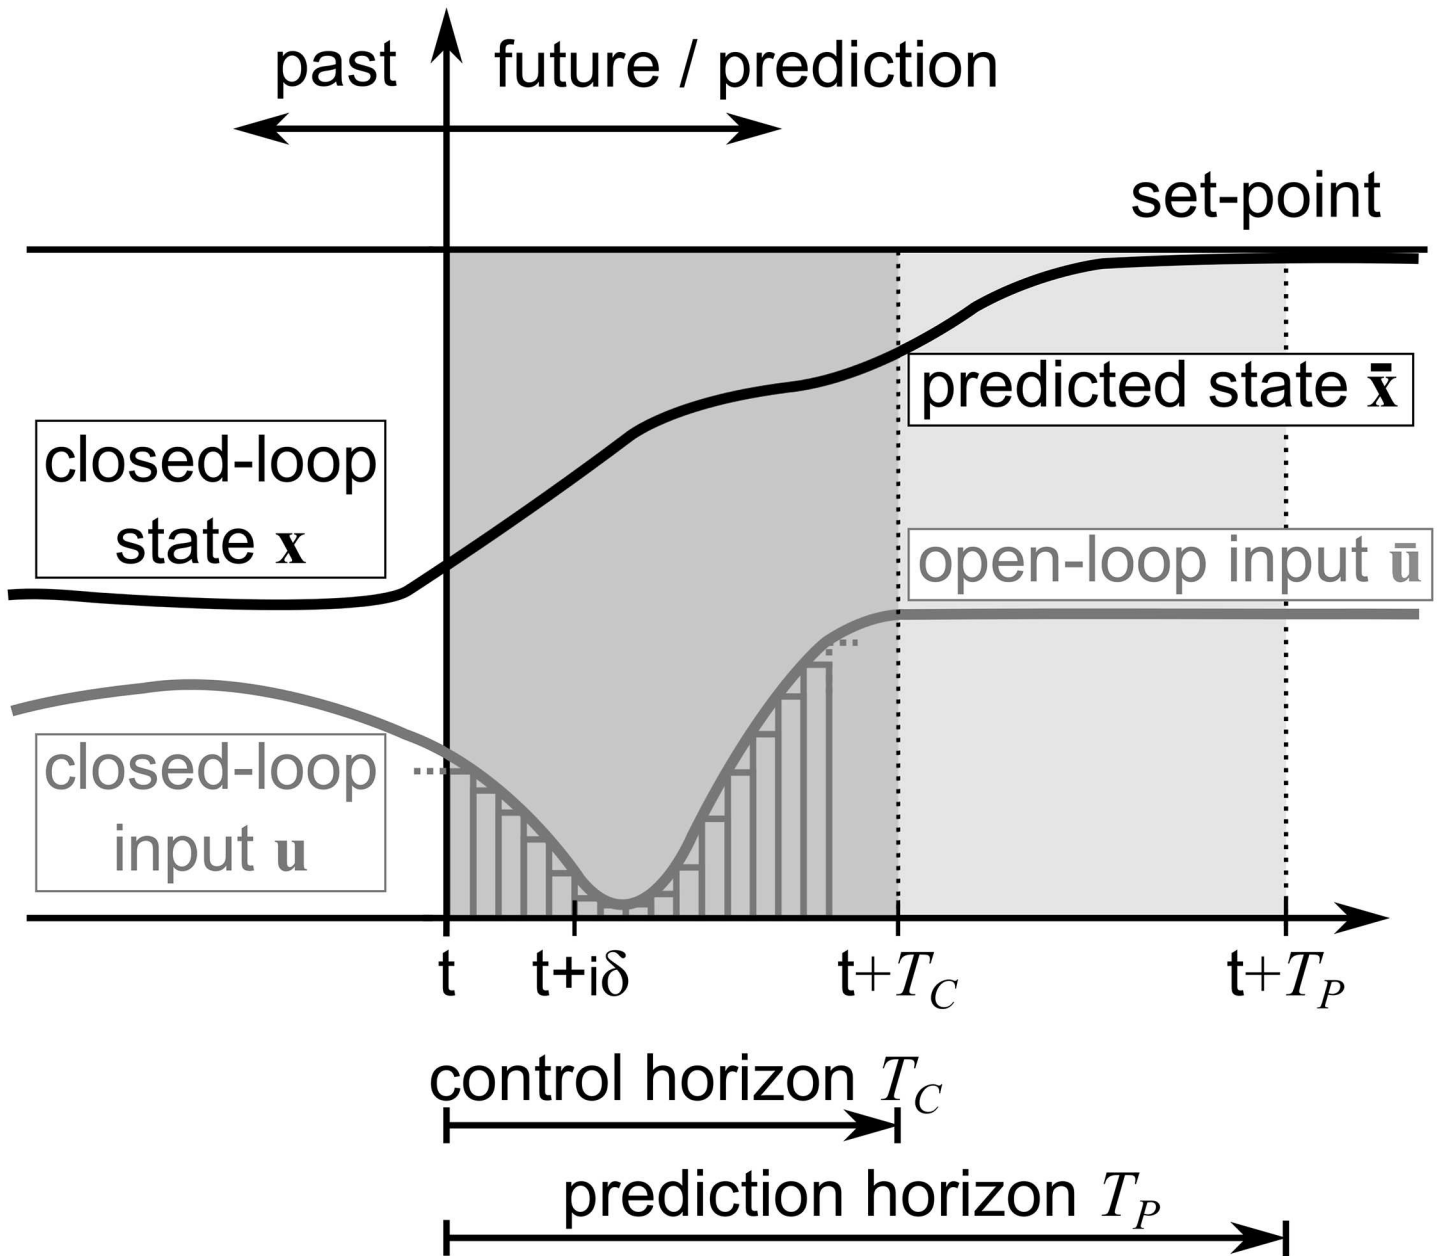 past
future / prediction
set-point
predicted state x̄
closed-loop
state x
open-loop input ū
closed-loop
input u
t
t+iδ
t+T_C
t+T_P
control horizon T_C
prediction horizon T_P